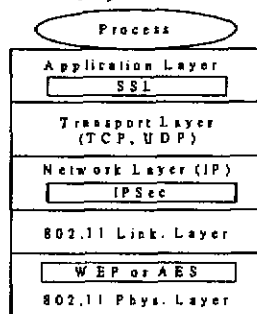 Process
Application Layer
SSL
Transport Layer
(TCP, UDP)
Network Layer (IP)
IPSec
802.11 Link. Layer
WEP or AES
802.11 Phys. Layer